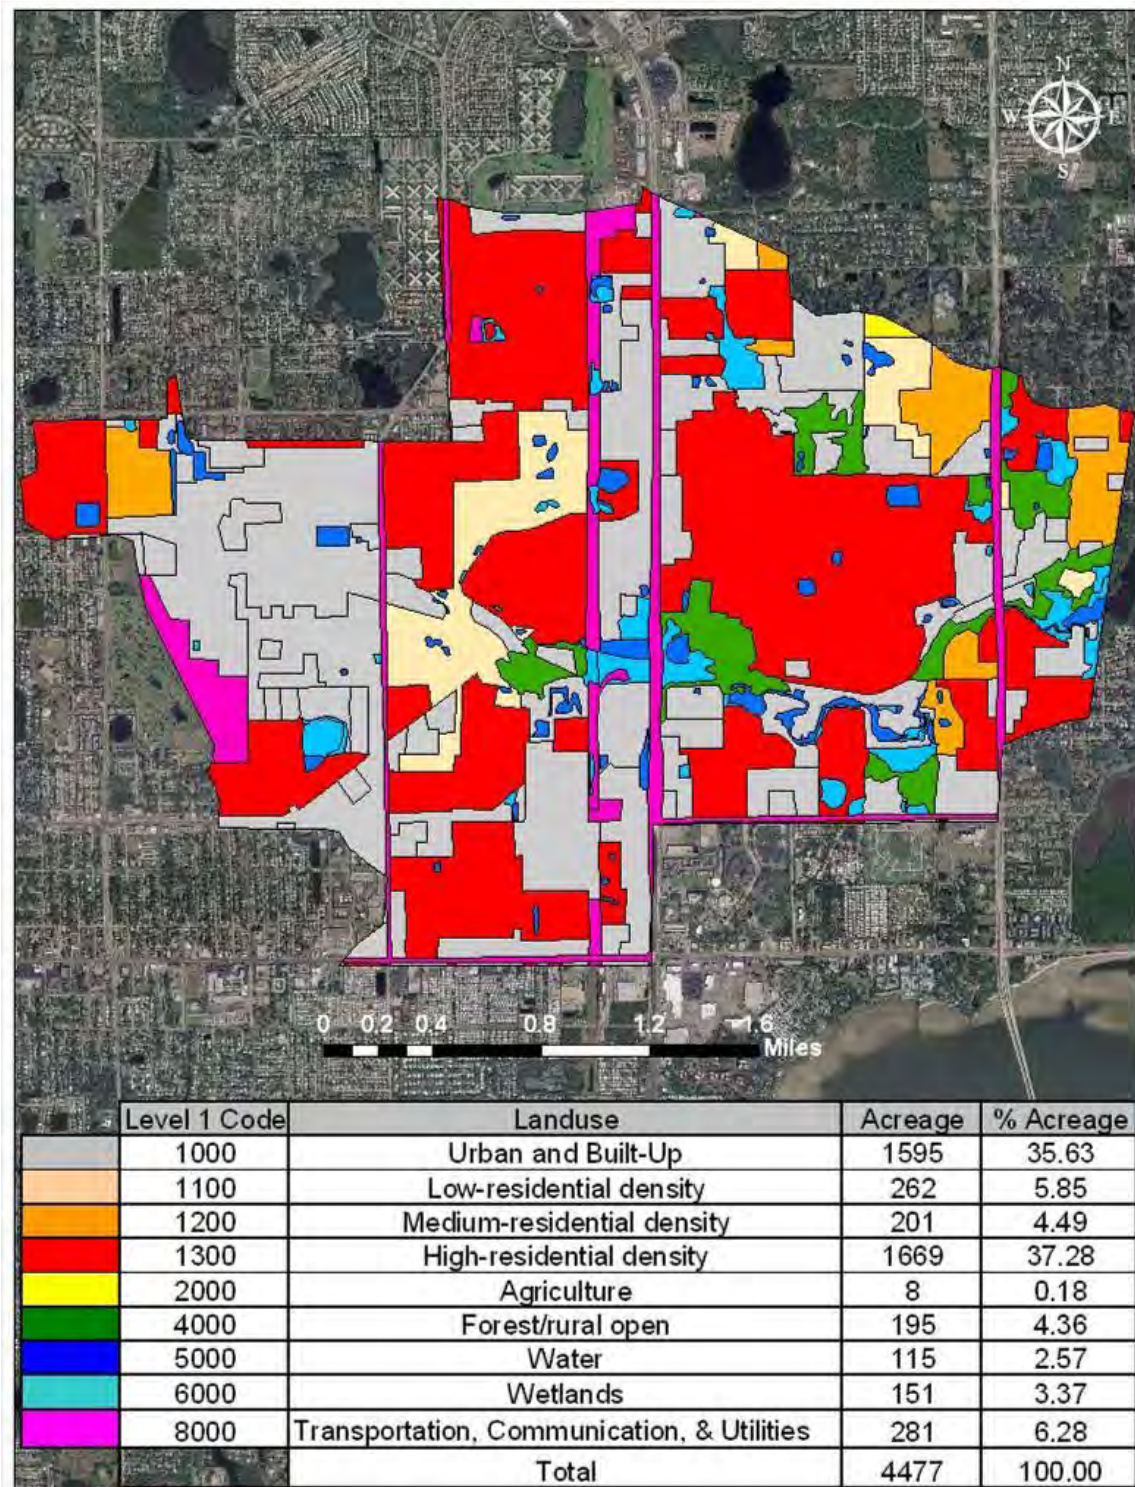 N
W E
S
0 0.2 0.4 0.8 1.2 1.6
Miles
Level 1 Code Landuse Acreage % Acreage
1000 Urban and Built-Up 1595 35.63
1100 Low-residential density 262 5.85
1200 Medium-residential density 201 4.49
1300 High-residential density 1669 37.28
2000 Agriculture 8 0.18
4000 Forest/rural open 195 4.36
5000 Water 115 2.57
6000 Wetlands 151 3.37
8000 Transportation, Communication, & Utilities 281 6.28
Total 4477 100.00